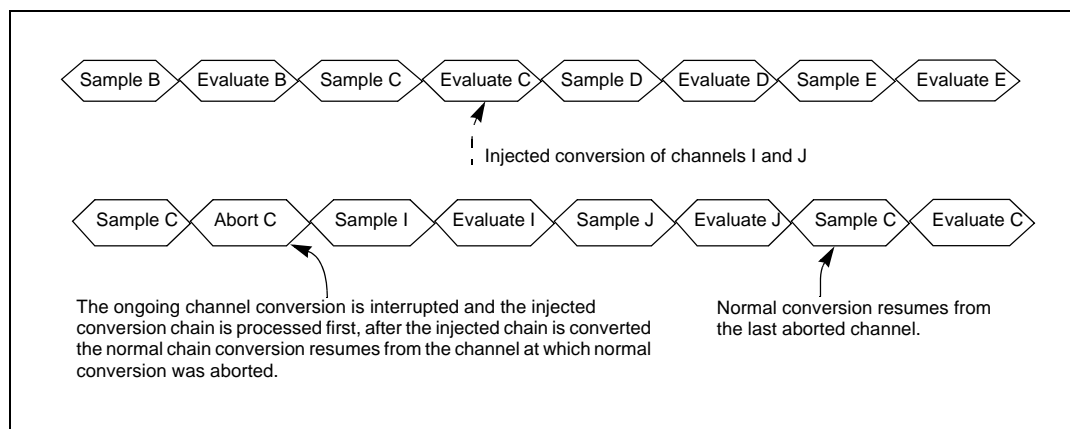 Sample B Evaluate B Sample C Evaluate C Sample D Evaluate D Sample E Evaluate E
Injected conversion of channels I and J
Sample C Abort C Sample I Evaluate I Sample J Evaluate J Sample C Evaluate C
The ongoing channel conversion is interrupted and the injected
conversion chain is processed first, after the injected chain is converted
the normal chain conversion resumes from the channel at which normal
conversion was aborted.
Normal conversion resumes from
the last aborted channel.